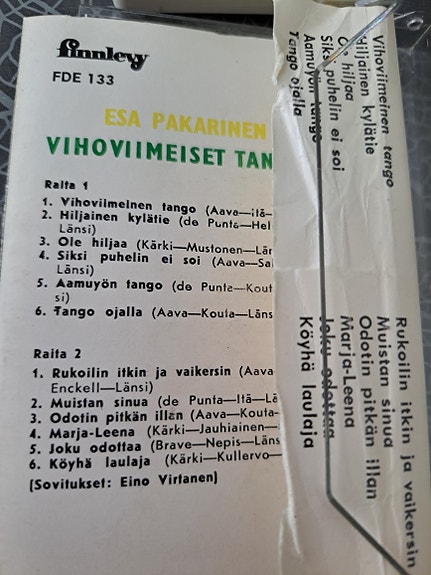 finnlevy
FDE 133
ESA PAKARINEN
VIHOVIIMEISET TAN
Raita 1
1. Vihoviimeinen tango (Aava—Itä—
2. Hiljainen kylätie (de Punta—Hel
Länsi)
3. Ole hiljaa (Kärki—Mustonen—Län
4. Siksi puhelin ei soi (Aava—Sa
Länsi)
5. Aamuyön tango (de Punta—Kout
si)
6. Tango ojalla (Aava—Kouta—Läns
Raita 2
1. Rukoilin itkin ja vaikersin (Aava
Enckell—Länsi)
2. Muistan sinua (de Punta—Itä—Lä
3. Odotin pitkän illan (Aava—Kouta—
4. Marja-Leena (Kärki—Jauhiainen—
5. Joku odottaa (Brave—Nepis—Läns
6. Köyhä laulaja (Kärki—Kullervo—
(Sovitukset: Eino Virtanen)
Vihoviimeinen tango
Hiljainen kylätie
Ole hiljaa
Siksi puhelin ei soi
Aamuyön tango
Tango ojalla
Rukoilin itkin ja vaikersin
Muistan sinua
Odotin pitkän illan
Marja-Leena
Joku odottaa
Köyhä laulaja